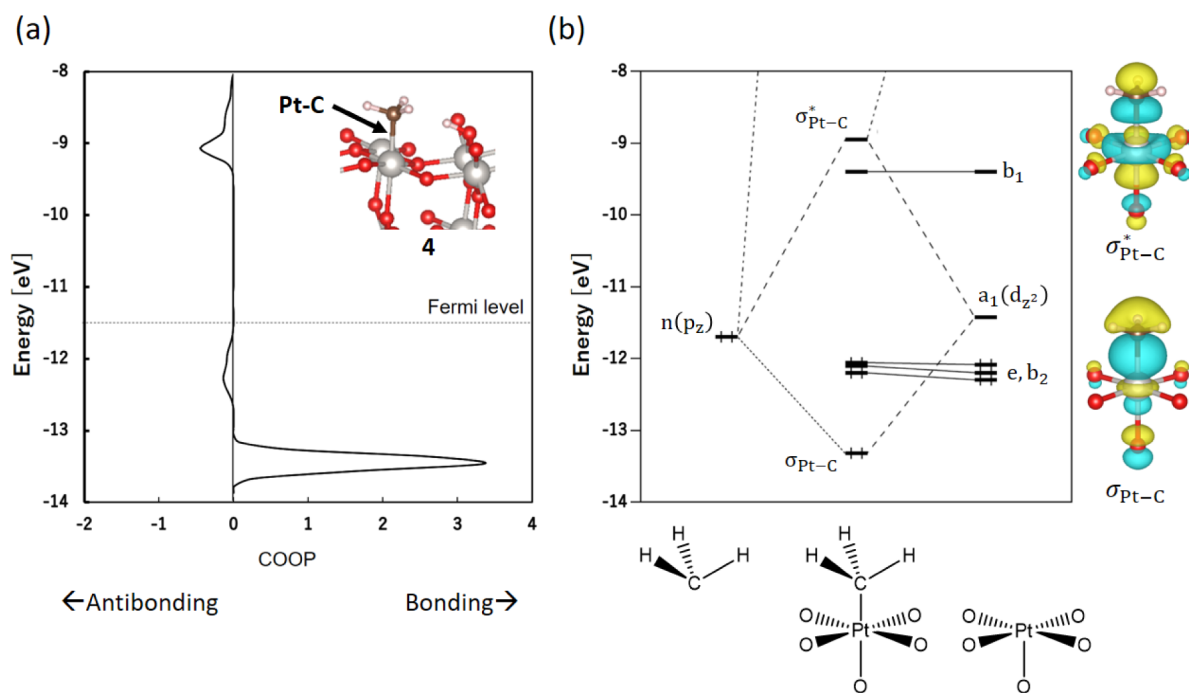 (a)
-8
-9
-10
-11
-12
-13
-14
Energy [eV]
Pt-C
4
Fermi level
-2 -1 0 1 2 3 4
COOP
←Antibonding Bonding→
(b)
-8
-9
-10
-11
-12
-13
-14
Energy [eV]
σ*Pt−C
b1
n(pz)
a1(dz2)
e, b2
σPt−C
σ*Pt−C
σPt−C
H
H H
C
H
H H
C
O O
Pt
O O
O
O O
Pt
O O
O